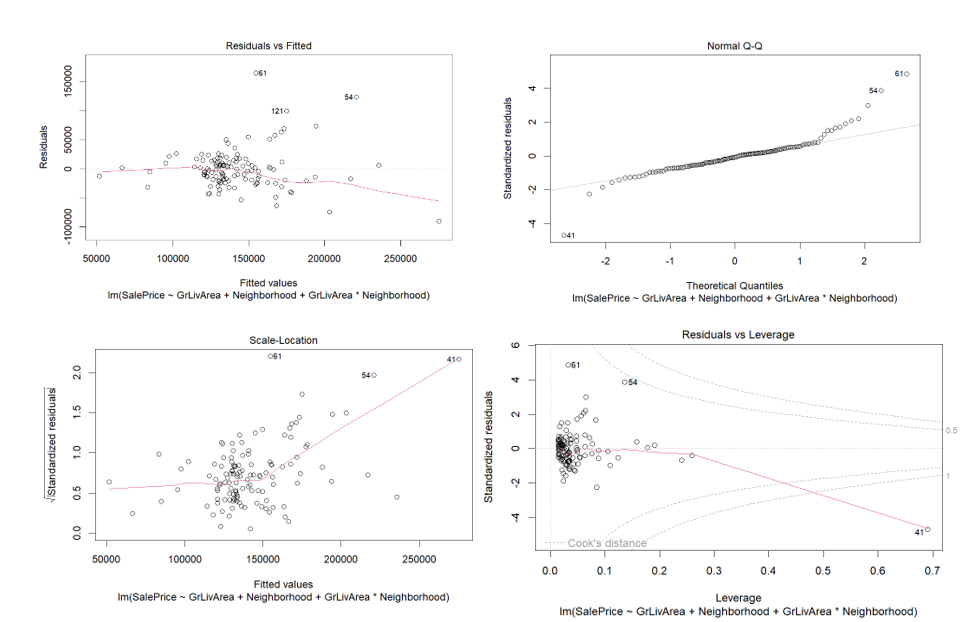 Residuals vs Fitted
Residuals
150000
50000
0
-100000
61
54
121
50000 100000 150000 200000 250000
Fitted values
lm(SalePrice ~ GrLivArea + Neighborhood + GrLivArea * Neighborhood)
Normal Q-Q
Standardized residuals
4
2
0
-2
-4
61
54
41
-2 -1 0 1 2
Theoretical Quantiles
lm(SalePrice ~ GrLivArea + Neighborhood + GrLivArea * Neighborhood)
Scale-Location
√|Standardized residuals|
2.0
1.5
1.0
0.5
0.0
61
41
54
50000 100000 150000 200000 250000
Fitted values
lm(SalePrice ~ GrLivArea + Neighborhood + GrLivArea * Neighborhood)
Residuals vs Leverage
Standardized residuals
6
4
2
0
-2
-4
61
54
0.5
1
41
Cook's distance
0.0 0.1 0.2 0.3 0.4 0.5 0.6 0.7
Leverage
lm(SalePrice ~ GrLivArea + Neighborhood + GrLivArea * Neighborhood)